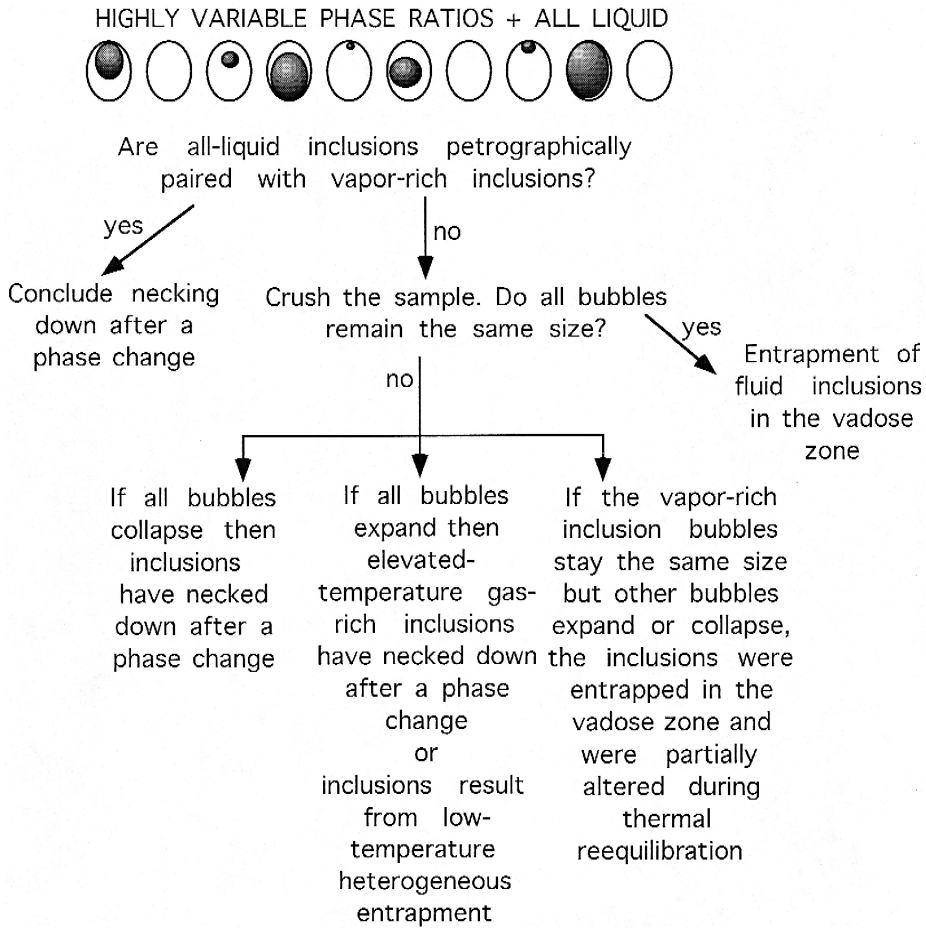 HIGHLY VARIABLE PHASE RATIOS + ALL LIQUID
Are all-liquid inclusions petrographically
paired with vapor-rich inclusions?
yes
no
Conclude necking
down after a
phase change
Crush the sample. Do all bubbles
remain the same size?
yes
no
Entrapment of
fluid inclusions
in the vadose
zone
If all bubbles
collapse then
inclusions
have necked
down after a
phase change
If all bubbles
expand then
elevated-
temperature gas-
rich inclusions
have necked down
after a phase
change
or
inclusions result
from low-
temperature
heterogeneous
entrapment
If the vapor-rich
inclusion bubbles
stay the same size
but other bubbles
expand or collapse,
the inclusions were
entrapped in the
vadose zone and
were partially
altered during
thermal
reequilibration